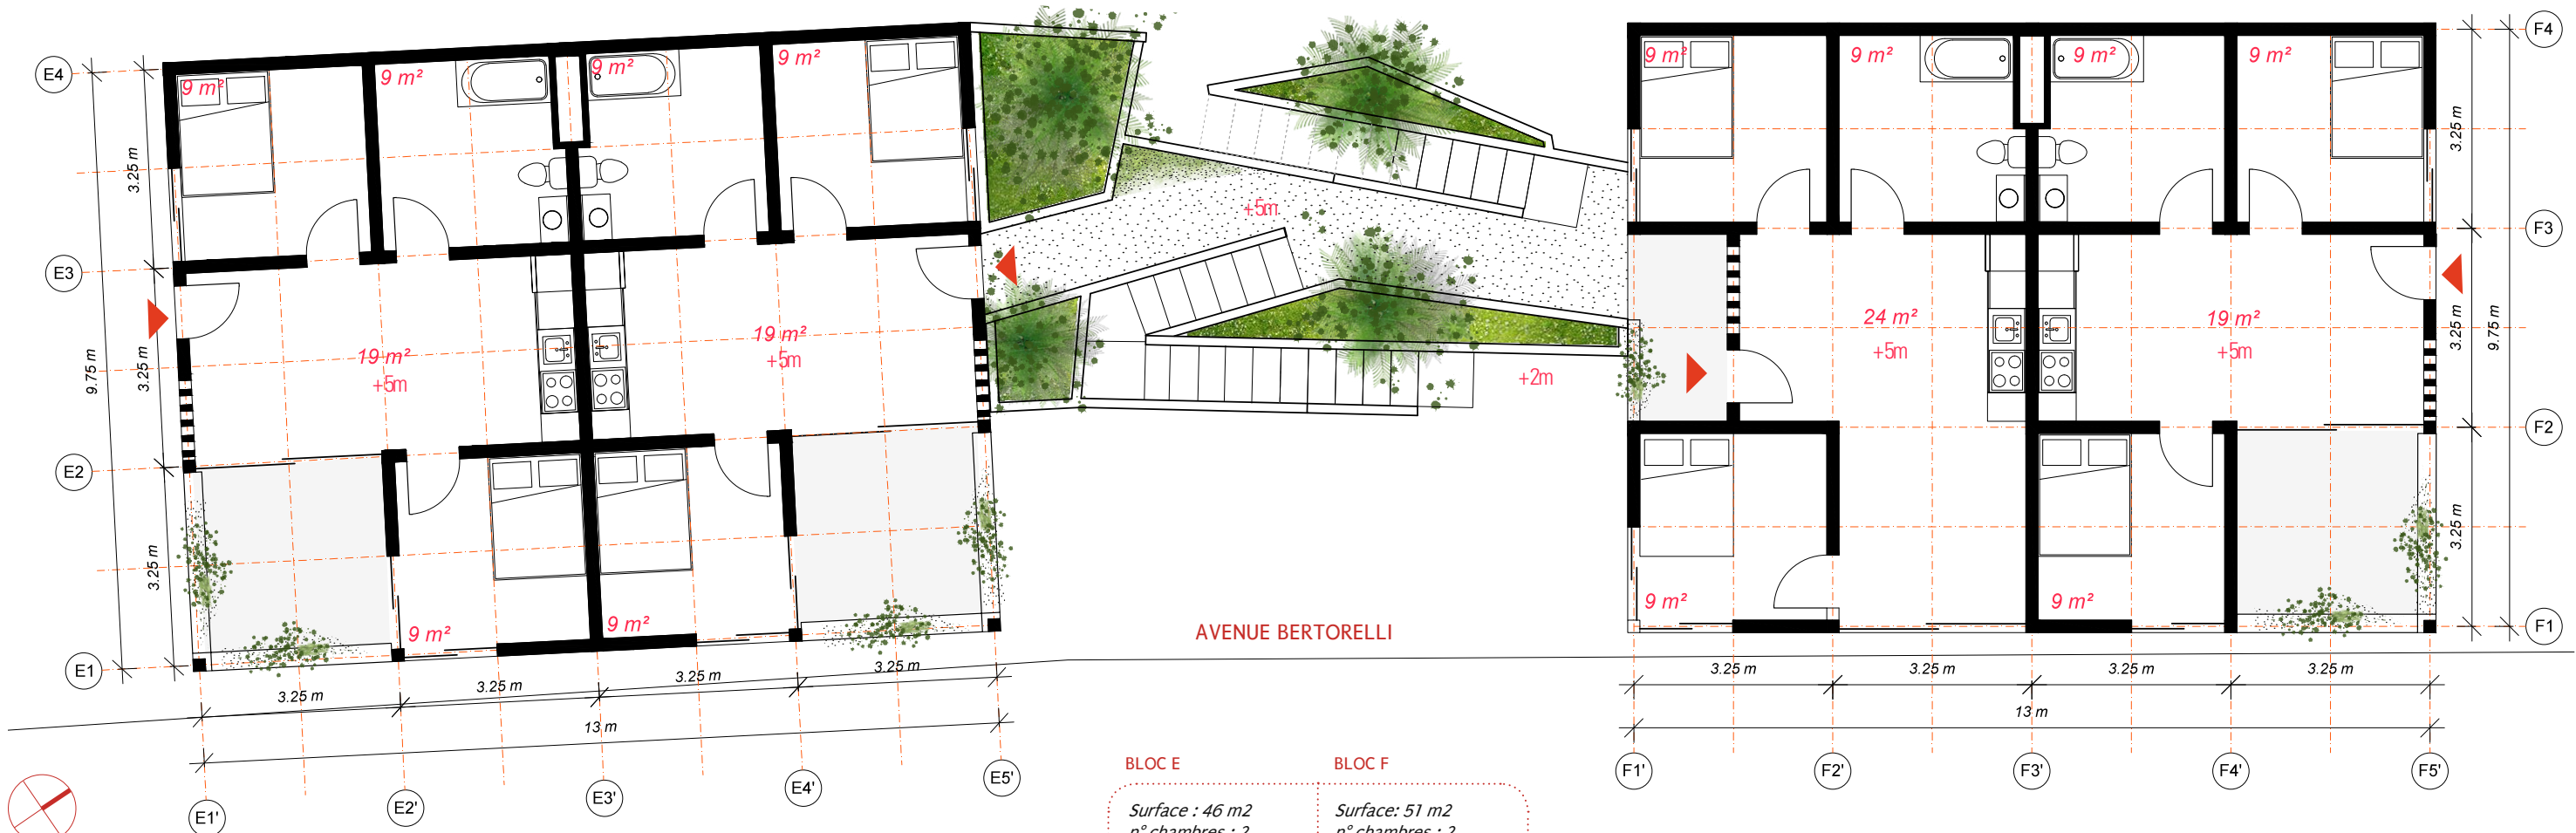 E4
9 m²
9 m²
9 m²
9 m²
9 m²
9 m²
9 m²
9 m²
F4
3.25 m
3.25 m
+5m
E3
F3
9.75 m
3.25 m
19 m²
+5m
19 m²
+5m
+2m
24 m²
+5m
19 m²
+5m
3.25 m
9.75 m
E2
F2
3.25 m
3.25 m
9 m²
9 m²
9 m²
9 m²
AVENUE BERTORELLI
E1
F1
3.25 m
3.25 m
3.25 m
3.25 m
3.25 m
3.25 m
3.25 m
3.25 m
13 m
13 m
E1'
E2'
E3'
E4'
E5'
F1'
F2'
F3'
F4'
F5'
BLOC E
BLOC F
Surface : 46 m2
Surface: 51 m2
n° chambres : 2
n° chambres : 2